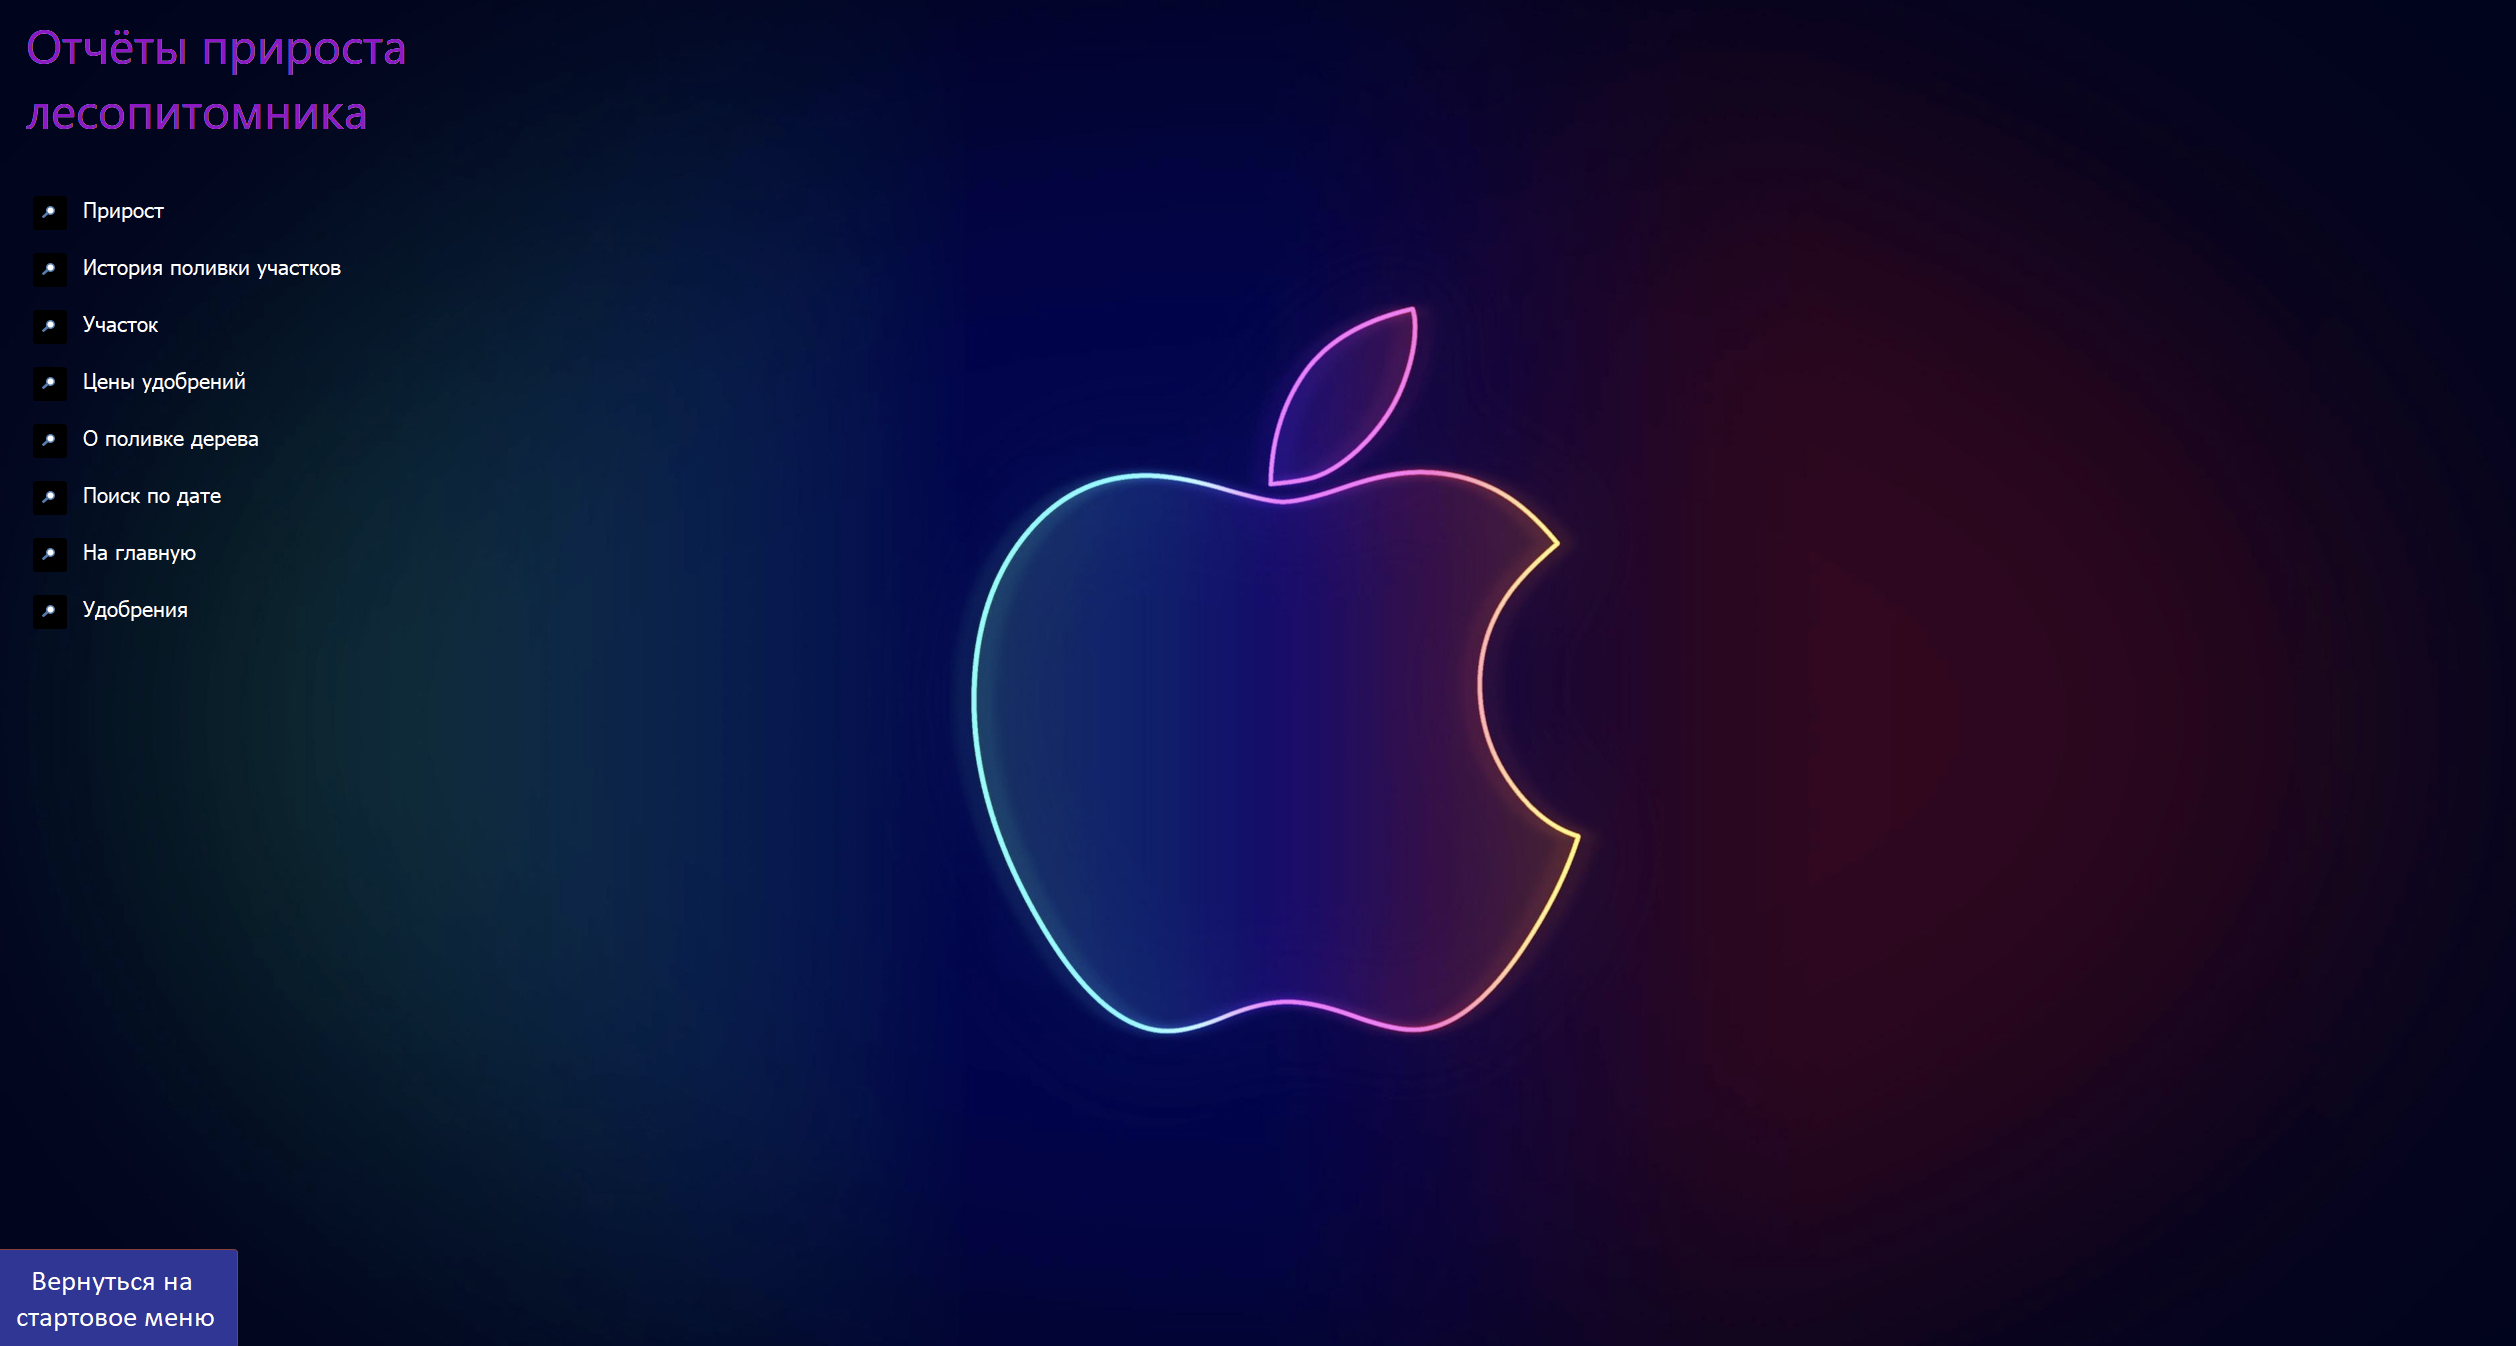 Отчёты прироста
лесопитомника
Прирост
История поливки участков
Участок
Цены удобрений
О поливке дерева
Поиск по дате
На главную
Удобрения
Вернуться на
стартовое меню